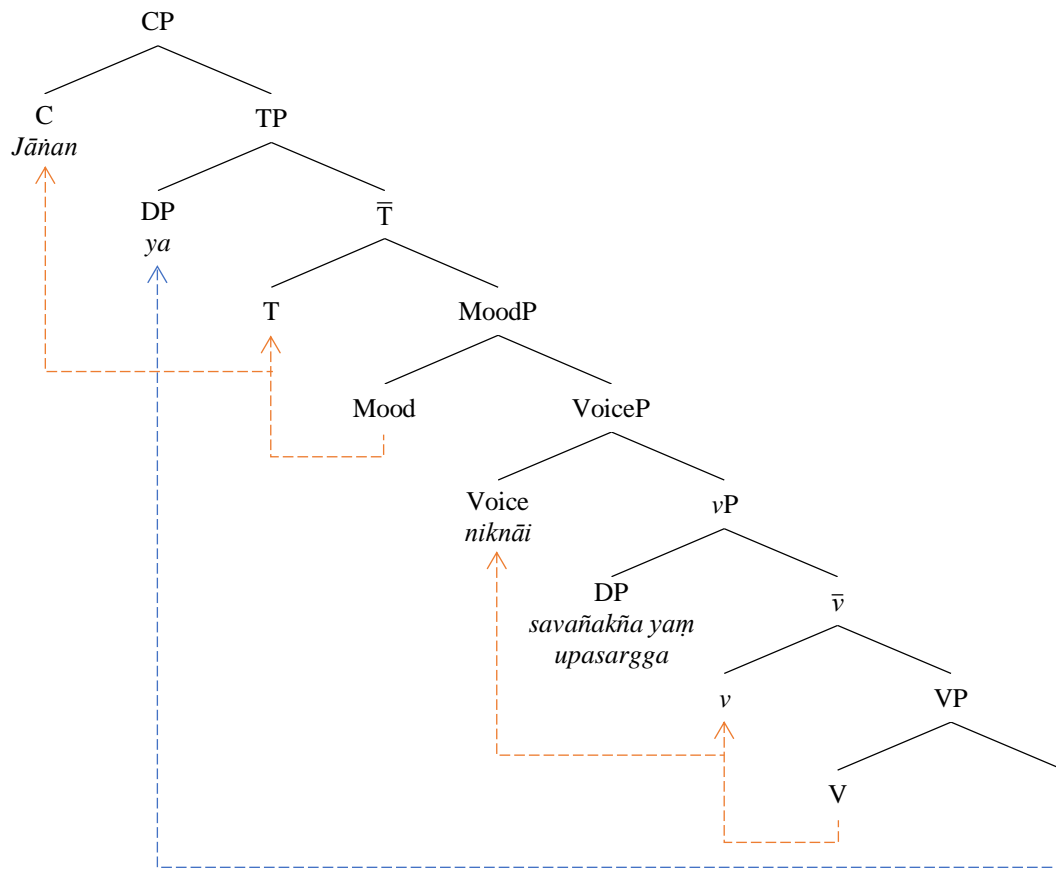 CP
C
Jāṅan
TP
DP
ya
T̅
T
MoodP
Mood
VoiceP
Voice
niknāi
vP
DP
savañakña yaṃ
upasargga
v̅
v
VP
V